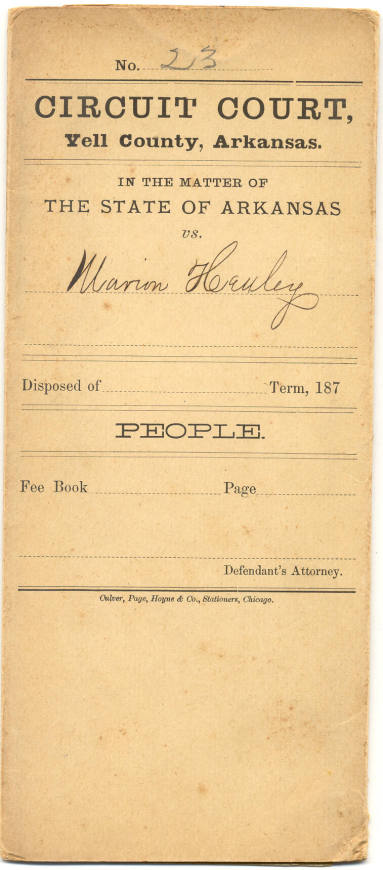 No. 23
CIRCUIT COURT,
Yell County, Arkansas.
IN THE MATTER OF
THE STATE OF ARKANSAS
vs.
Marion Henley
Disposed of Term, 187
PEOPLE.
Fee Book Page
Defendant's Attorney.
Culver, Page, Hoyne & Co., Stationers, Chicago.